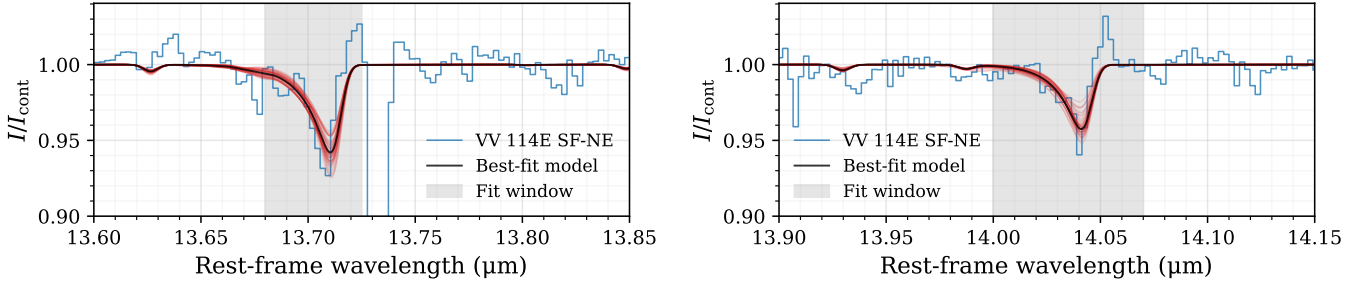 I/I_cont
1.00
0.95
0.90
VV 114E SF-NE
Best-fit model
Fit window
13.60 13.65 13.70 13.75 13.80 13.85
Rest-frame wavelength (μm)
I/I_cont
1.00
0.95
0.90
VV 114E SF-NE
Best-fit model
Fit window
13.90 13.95 14.00 14.05 14.10 14.15
Rest-frame wavelength (μm)